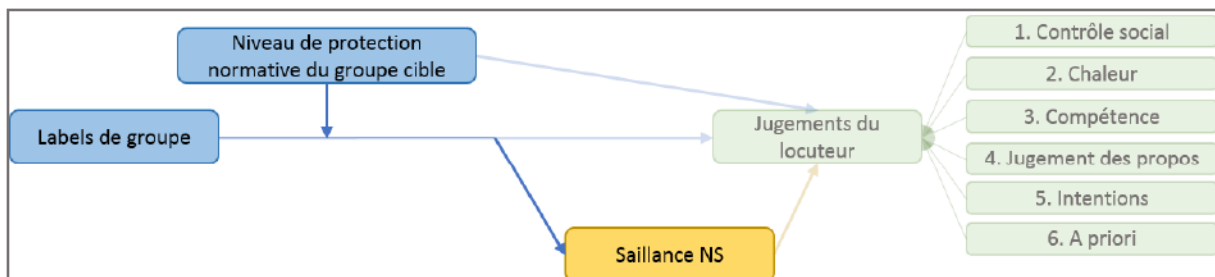 Niveau de protection
normative du groupe cible
Labels de groupe
Jugements du
locuteur
Saillance NS
1. Contrôle social
2. Chaleur
3. Compétence
4. Jugement des propos
5. Intentions
6. A priori